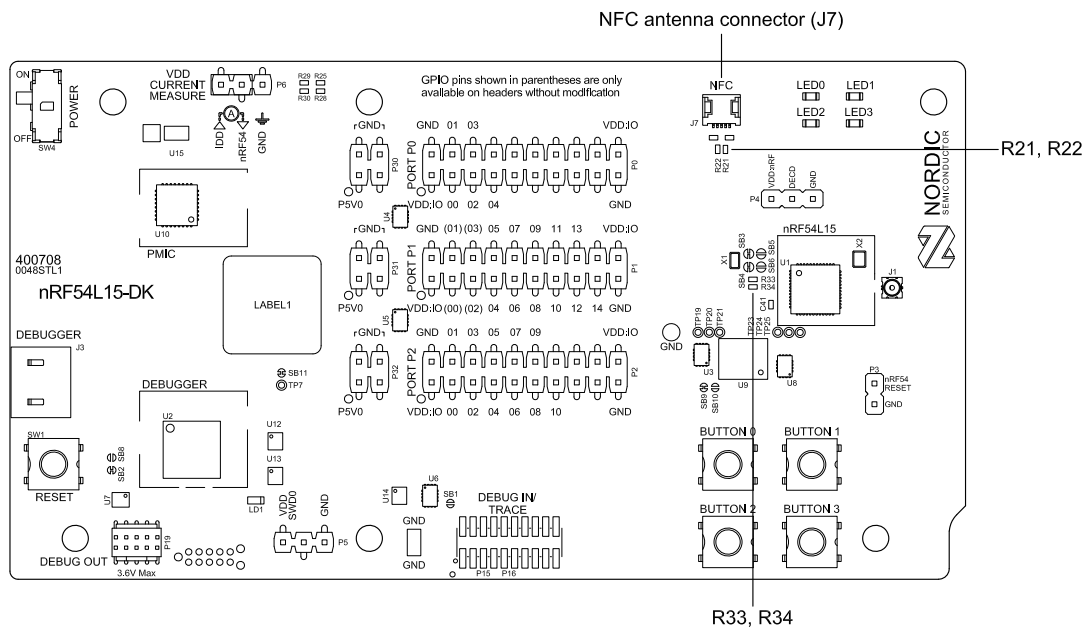 NFC antenna connector (J7)
ON
OFF
POWER
SW4
VDD
CURRENT
MEASURE
P6
R29
R30
R25
R28
A
IDD
nRF54
GND
U15
GPIO pins shown in parentheses are only
available on headers without modification
NFC
J7
R22
R21
LED0
LED1
LED2
LED3
R21, R22
NORDIC
SEMICONDUCTOR
GND
P30
P5V0
PORT P0
GND 01 03 VDD:IO
P0
VDD:IO 00 02 04 GND
U4
U10
PMIC
P4
VDD:nRF
DECD
GND
400708
0048STL1
nRF54L15-DK
LABEL1
GND
P31
P5V0
PORT P1
GND (01) (03) 05 07 09 11 13 VDD:IO
P1
VDD:IO (00) (02) 04 06 08 10 12 14 GND
U5
nRF54L15
X1
SB3
SB4
SB5
SB6
R33
R34
U1
X2
J1
C41
TP19
TP20
TP21
TP23
TP24
TP25
GND
U3
U9
U8
SB9
SB10
P3
nRF54
RESET
GND
DEBUGGER
J3
GND
P32
P5V0
PORT P2
GND 01 03 05 07 09 VDD:IO
P2
VDD:IO 00 02 04 06 08 10 GND
SB11
TP7
DEBUGGER
U2
U12
U13
SW1
RESET
SB8
SB2
U7
LD1
DEBUG OUT
P19
3.6V Max
VDD
SWD0
GND
P5
U14
U6
SB1
GND
GND
DEBUG IN/
TRACE
P15
P16
BUTTON 0
BUTTON 1
BUTTON 2
BUTTON 3
R33, R34